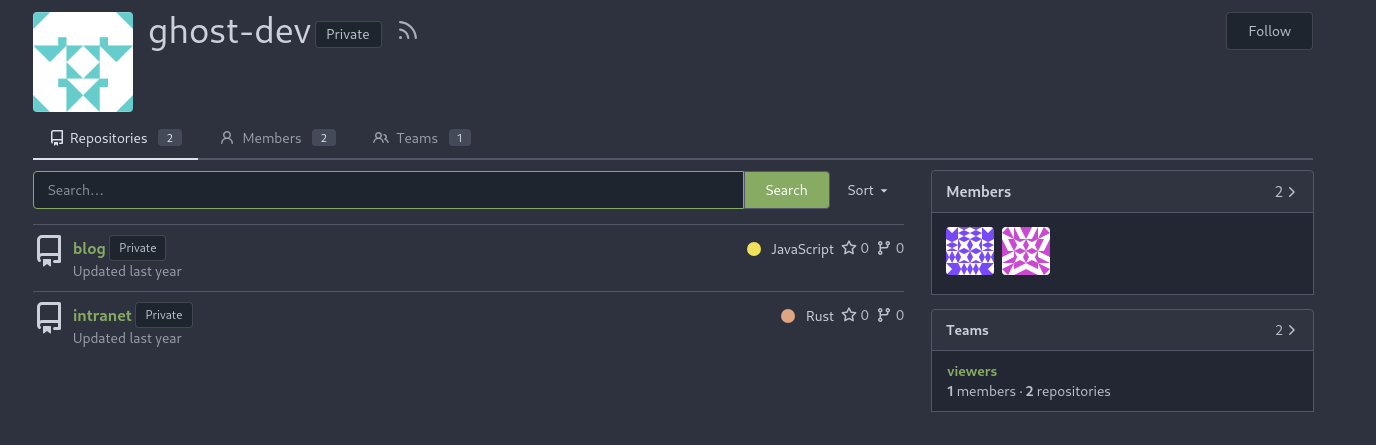 ghost-dev Private
Follow
Repositories 2 Members 2 Teams 1
Search...
Search
Sort
blog Private
JavaScript 0 0
Updated last year
intranet Private
Rust 0 0
Updated last year
Members 2
Teams 2
viewers
1 members · 2 repositories